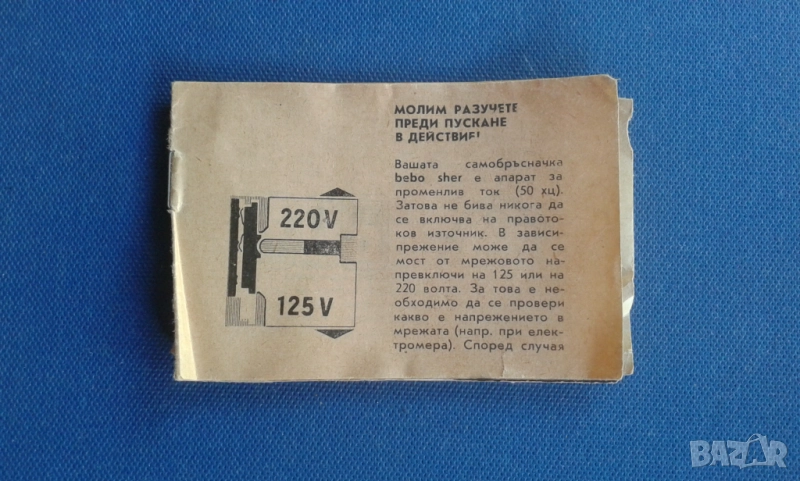 МОЛИМ РАЗУЧЕТЕ
ПРЕДИ ПУСКАНЕ
В ДЕЙСТВИЕ!
Вашата самобръсначка
bebo sher е апарат за
променлив ток (50 хц).
Затова не бива никога да
се включва на правото-
ков източник. В зависи-
прежение може да се
мост от мрежовото на-
превключи на 125 или на
220 волта. За това е не-
обходимо да се провери
какво е напрежението в
мрежата (напр. при елек-
тромера). Според случая
220V
125V
BAZAR